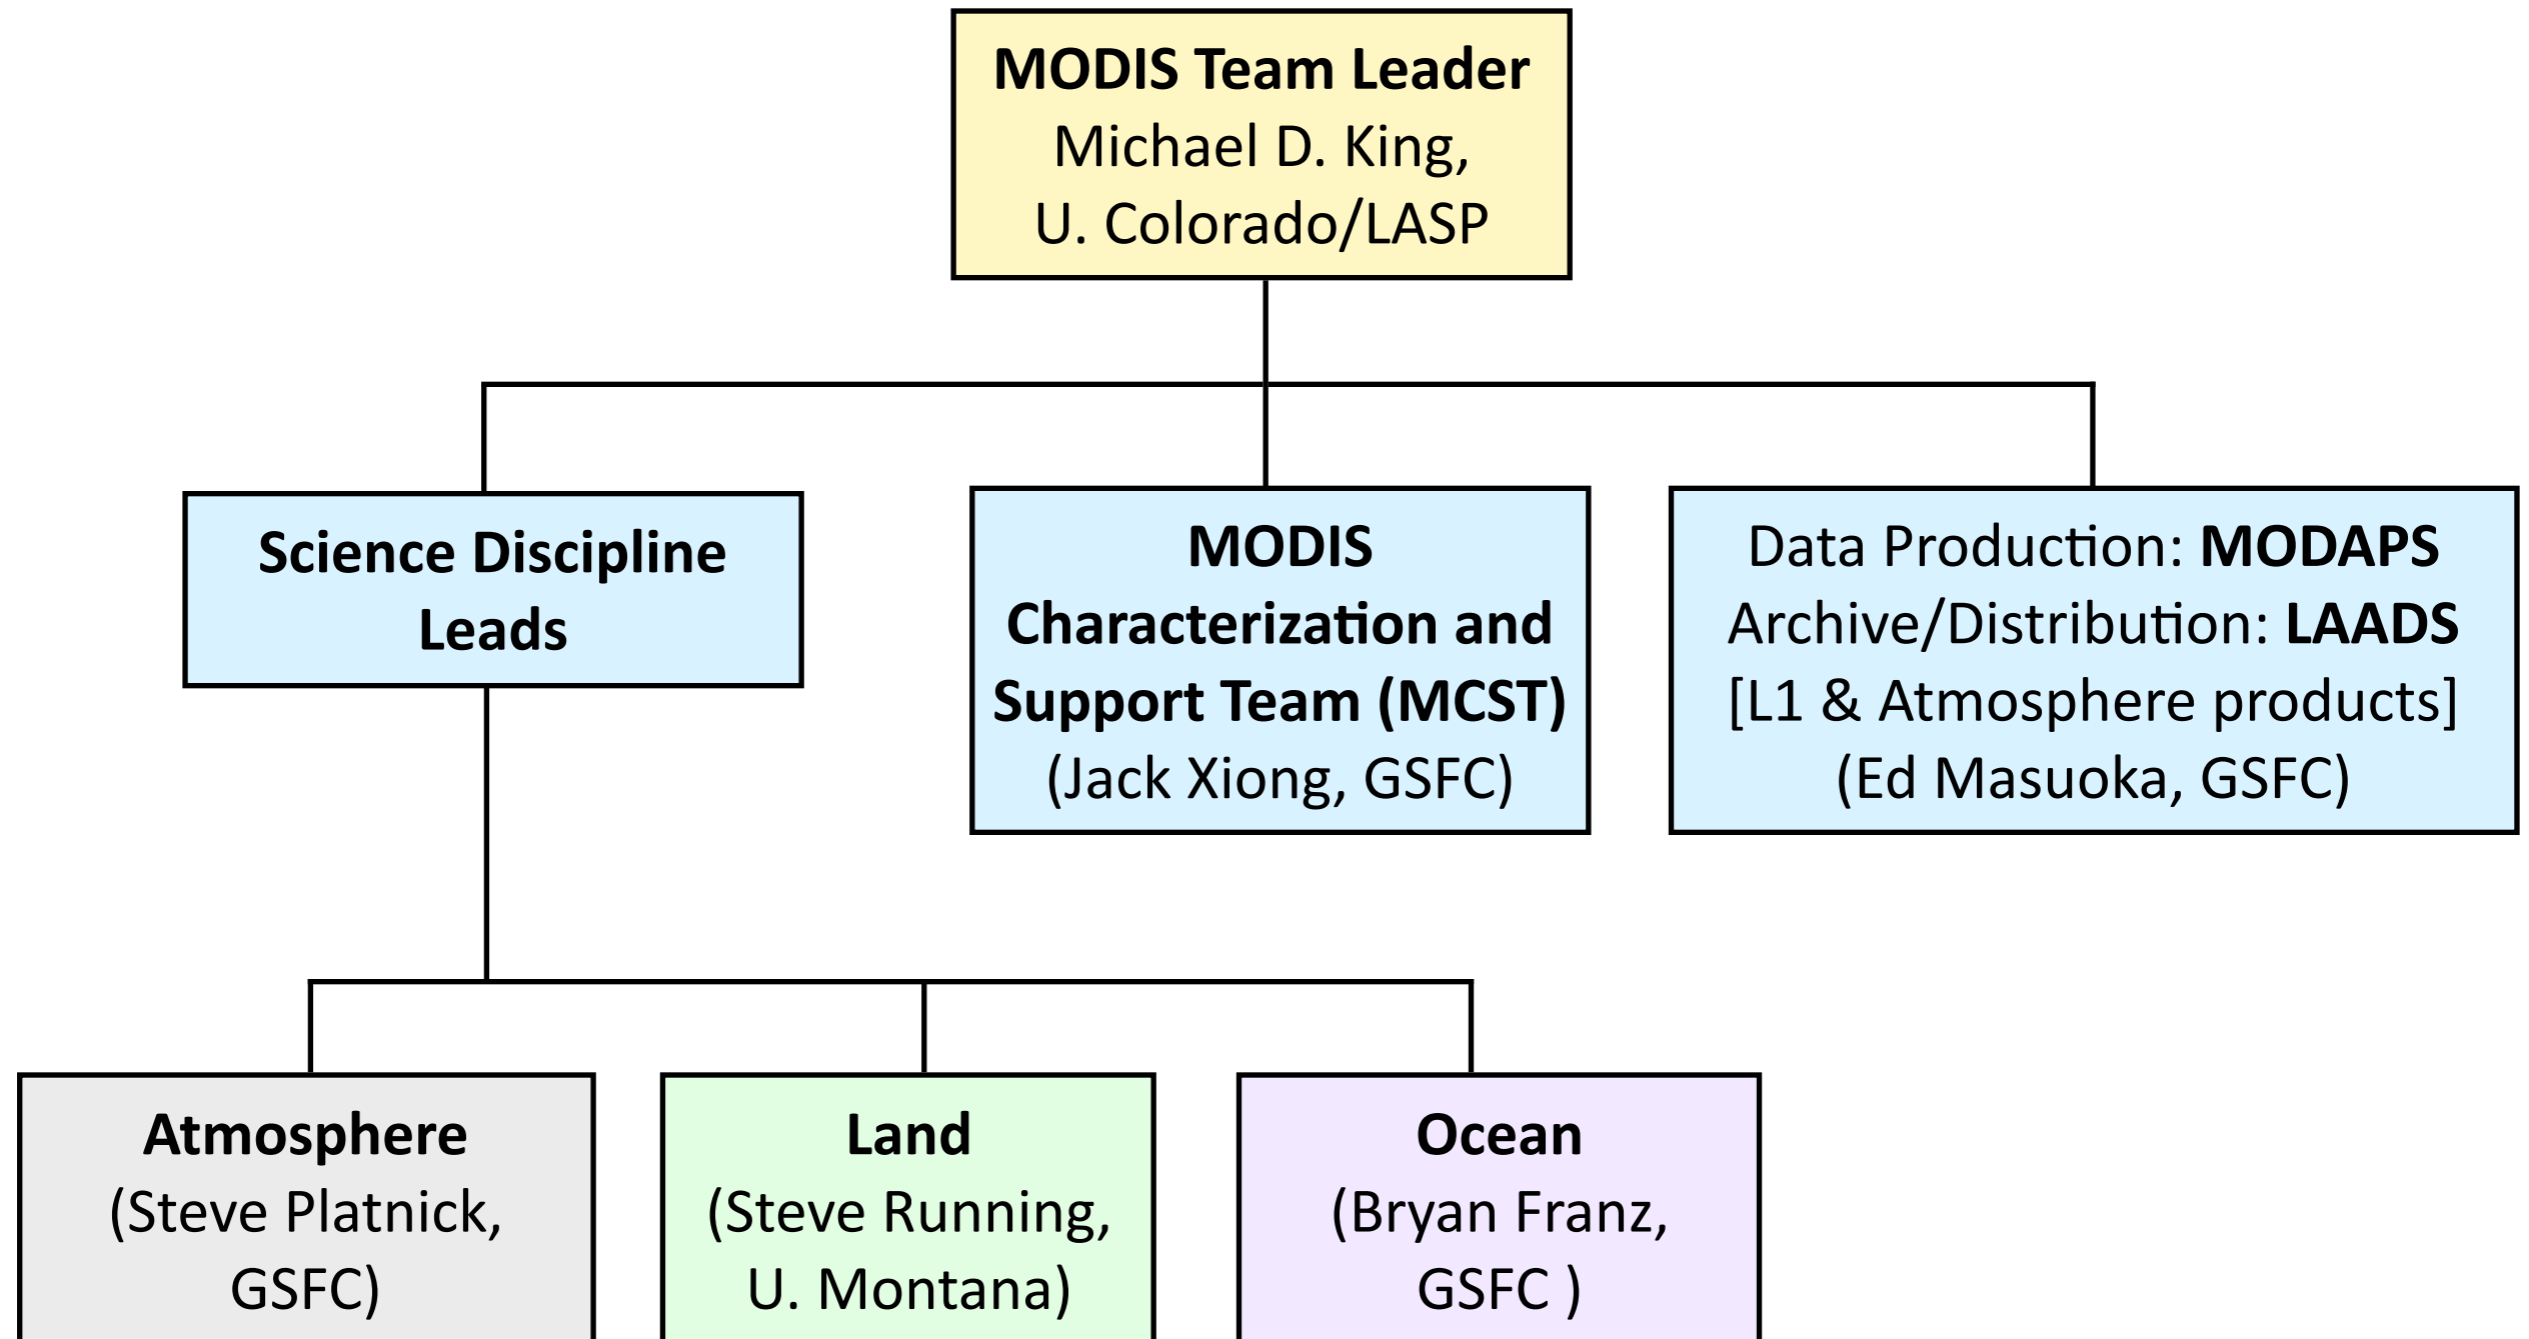 MODIS Team Leader
Michael D. King,
U. Colorado/LASP
Science Discipline
Leads
MODIS
Characterization and
Support Team (MCST)
(Jack Xiong, GSFC)
Data Production: MODAPS
Archive/Distribution: LAADS
[L1 & Atmosphere products]
(Ed Masuoka, GSFC)
Atmosphere
(Steve Platnick,
GSFC)
Land
(Steve Running,
U. Montana)
Ocean
(Bryan Franz,
GSFC )